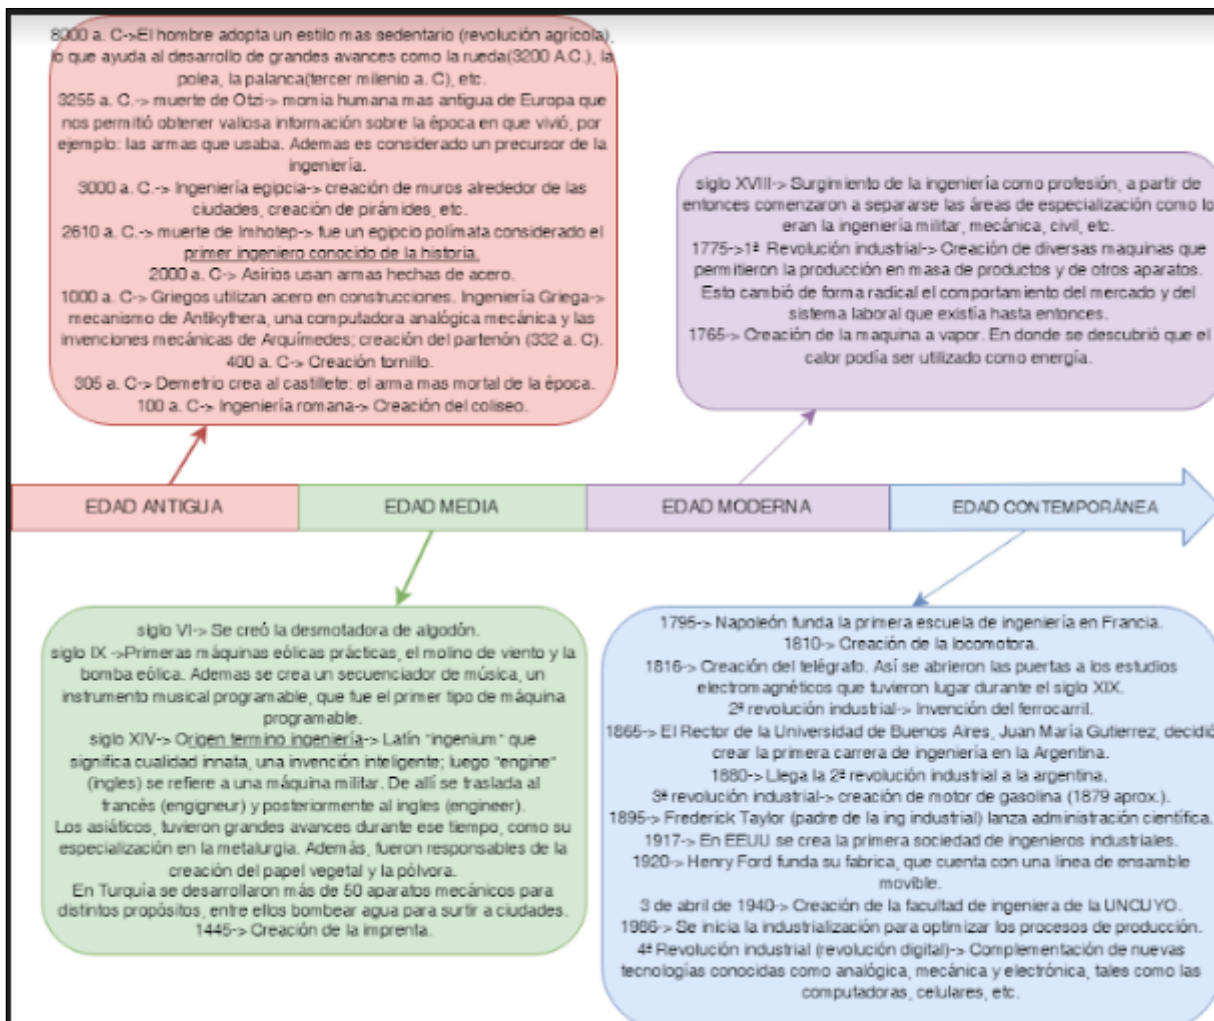 8000 a. C->El hombre adopta un estilo mas sedentario (revolución agrícola),
lo que ayuda al desarrollo de grandes avances como la rueda(3200 A.C.), la
polea, la palanca(tercer milenio a. C), etc.
3255 a. C.-> muerte de Otzi-> momia humana mas antigua de Europa que
nos permitió obtener valiosa información sobre la época en que vivió, por
ejemplo: las armas que usaba. Ademas es considerado un precursor de la
ingeniería.
3000 a. C.-> Ingeniería egipcia-> creación de muros alrededor de las
ciudades, creación de pirámides, etc.
2610 a. C.-> muerte de Imhotep-> fue un egipcio polímata considerado el
primer ingeniero conocido de la historia.
2000 a. C-> Asirios usan armas hechas de acero.
1000 a. C-> Griegos utilizan acero en construcciones. Ingeniería Griega->
mecanismo de Antikythera, una computadora analógica mecánica y las
invenciones mecánicas de Arquímedes; creación del partenón (332 a. C).
400 a. C-> Creación tornillo.
305 a. C-> Demetrio crea al castillete: el arma mas mortal de la época.
100 a. C-> Ingeniería romana-> Creación del coliseo.
siglo XVIII-> Surgimiento de la ingeniería como profesión, a partir de
entonces comenzaron a separarse las áreas de especialización como lo
eran la ingeniería militar, mecánica, civil, etc.
1775->1ª Revolución industrial-> Creación de diversas maquinas que
permitieron la producción en masa de productos y de otros aparatos.
Esto cambió de forma radical el comportamiento del mercado y del
sistema laboral que existía hasta entonces.
1765-> Creación de la maquina a vapor. En donde se descubrió que el
calor podía ser utilizado como energía.
EDAD ANTIGUA
EDAD MEDIA
EDAD MODERNA
EDAD CONTEMPORÁNEA
siglo VI-> Se creó la desmotadora de algodón.
siglo IX ->Primeras máquinas eólicas prácticas, el molino de viento y la
bomba eólica. Ademas se crea un secuenciador de música, un
instrumento musical programable, que fue el primer tipo de máquina
programable.
siglo XIV-> Origen termino ingeniería-> Latín "ingenium" que
significa cualidad innata, una invención inteligente; luego "engine"
(ingles) se refiere a una máquina militar. De allí se traslada al
francés (engigneur) y posteriormente al ingles (engineer).
Los asiáticos, tuvieron grandes avances durante ese tiempo, como su
especialización en la metalurgia. Además, fueron responsables de la
creación del papel vegetal y la pólvora.
En Turquía se desarrollaron más de 50 aparatos mecánicos para
distintos propósitos, entre ellos bombear agua para surtir a ciudades.
1445-> Creación de la imprenta.
1795-> Napoleón funda la primera escuela de ingeniería en Francia.
1810-> Creación de la locomotora.
1816-> Creación del telégrafo. Así se abrieron las puertas a los estudios
electromagnéticos que tuvieron lugar durante el siglo XIX.
2ª revolución industrial-> Invención del ferrocarril.
1865-> El Rector de la Universidad de Buenos Aires, Juan María Gutierrez, decidió
crear la primera carrera de ingeniería en la Argentina.
1880-> Llega la 2ª revolución industrial a la argentina.
3ª revolución industrial-> creación de motor de gasolina (1879 aprox.).
1895-> Frederick Taylor (padre de la ing industrial) lanza administración científica.
1917-> En EEUU se crea la primera sociedad de ingenieros industriales.
1920-> Henry Ford funda su fabrica, que cuenta con una linea de ensamble
movible.
3 de abril de 1940-> Creación de la facultad de ingeniera de la UNCUYO.
1986-> Se inicia la industrialización para optimizar los procesos de producción.
4ª Revolución industrial (revolución digital)-> Complementación de nuevas
tecnologías conocidas como analógica, mecánica y electrónica, tales como las
computadoras, celulares, etc.